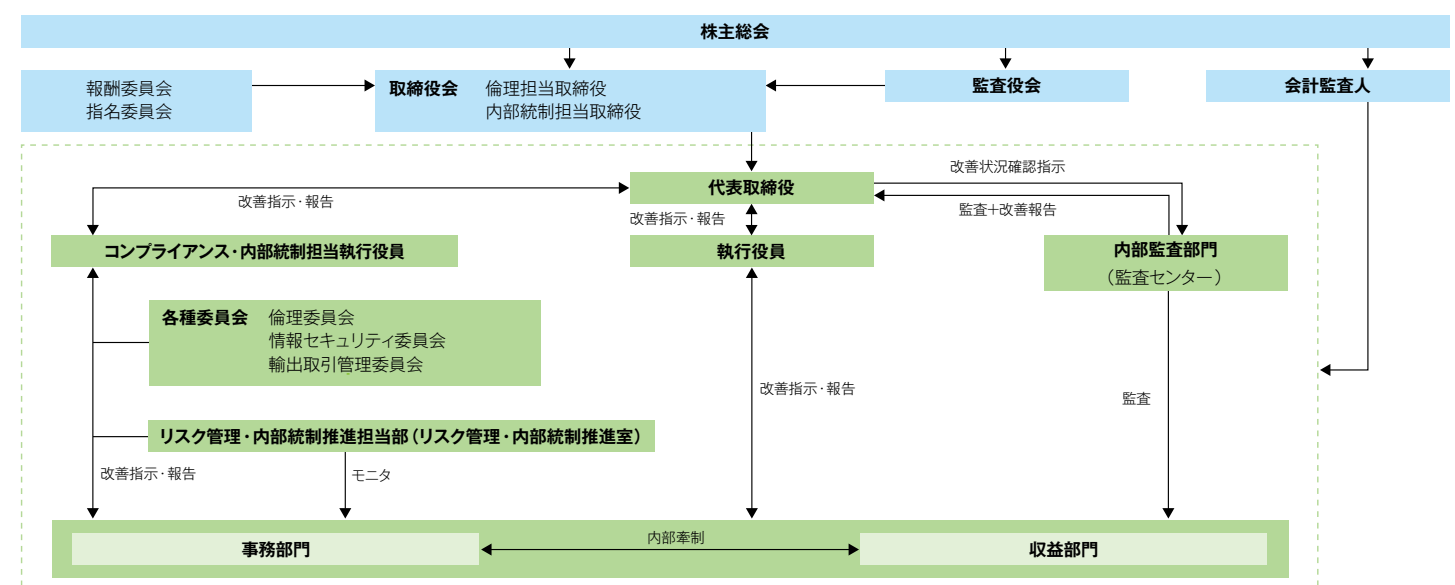 株主総会
報酬委員会
指名委員会
取締役会 倫理担当取締役
内部統制担当取締役
監査役会
会計監査人
代表取締役
改善状況確認指示
監査+改善報告
改善指示・報告
改善指示・報告
コンプライアンス・内部統制担当執行役員
執行役員
内部監査部門
(監査センター)
各種委員会 倫理委員会
情報セキュリティ委員会
輸出取引管理委員会
改善指示・報告
監査
リスク管理・内部統制推進担当部(リスク管理・内部統制推進室)
改善指示・報告
モニタ
事務部門
内部牽制
収益部門